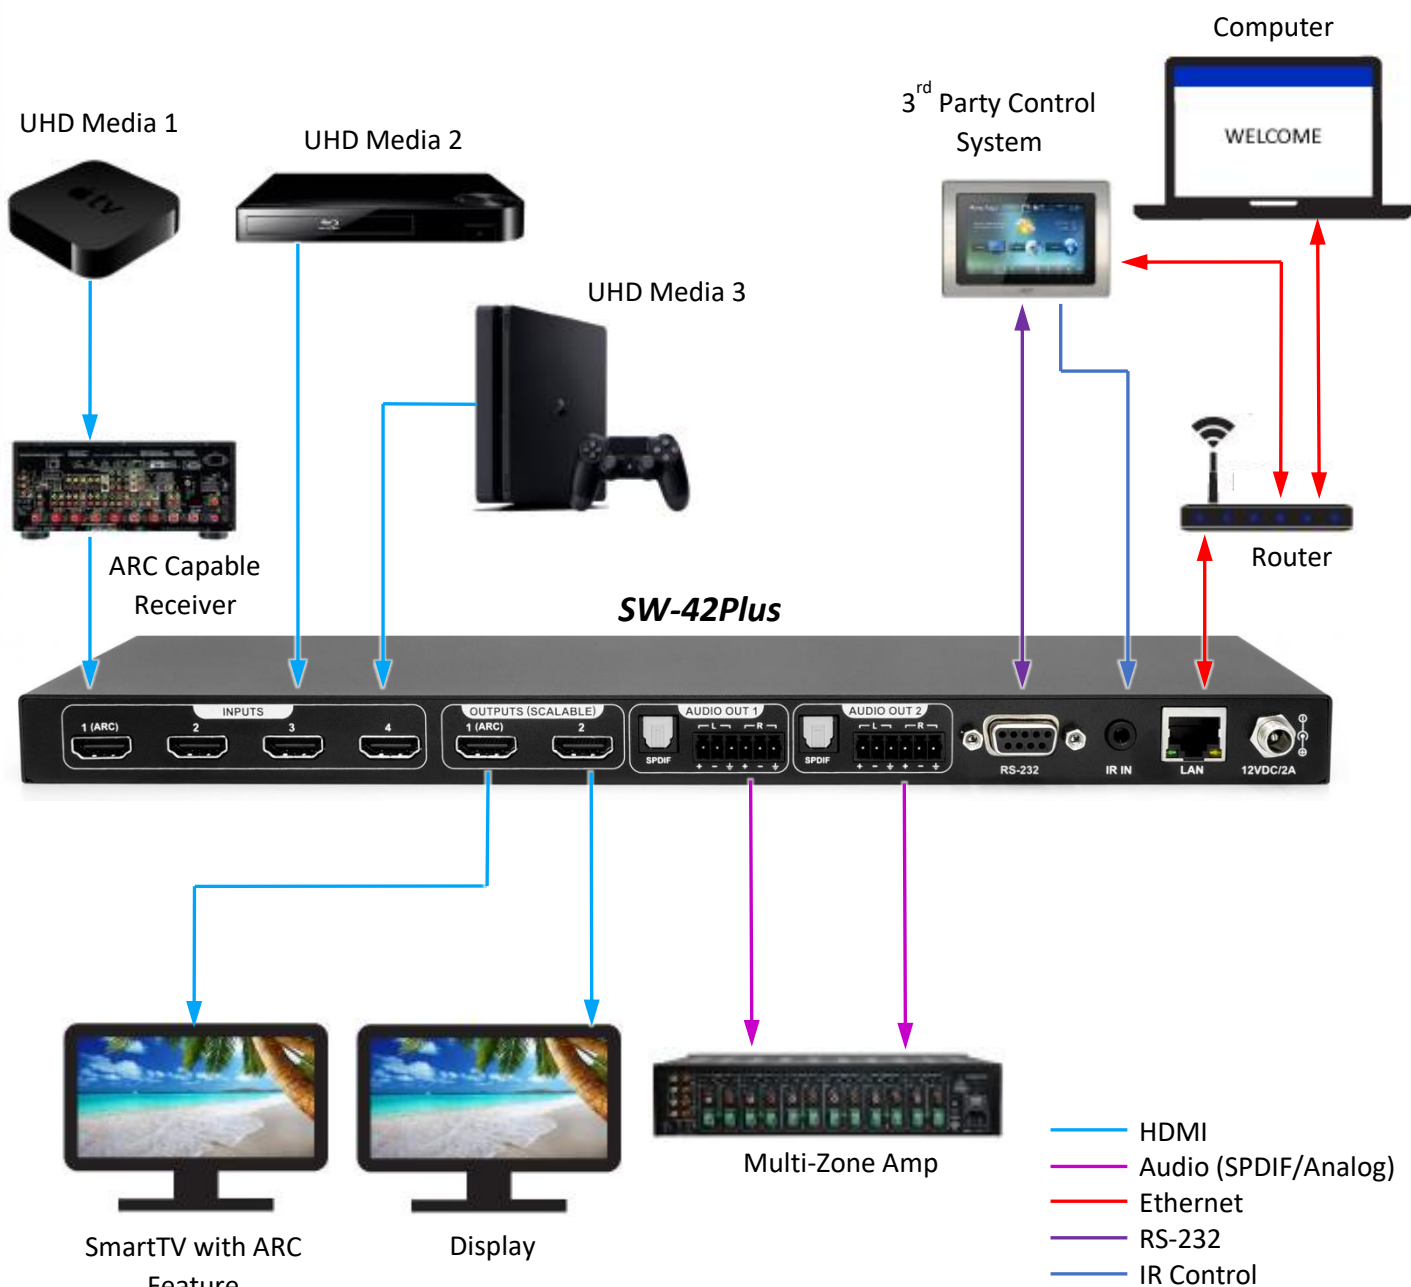 Computer
3rd Party Control
System
WELCOME
UHD Media 1
UHD Media 2
tv
UHD Media 3
ARC Capable
Receiver
Router
SW-42Plus
INPUTS
1 (ARC)
2
3
4
OUTPUTS (SCALABLE)
1 (ARC)
2
AUDIO OUT 1
L
R
SPDIF
+ - ⏚ + - ⏚
AUDIO OUT 2
L
R
SPDIF
+ - ⏚ + - ⏚
RS-232
IR IN
LAN
12VDC/2A
SmartTV with ARC
Feature
Display
Multi-Zone Amp
HDMI
Audio (SPDIF/Analog)
Ethernet
RS-232
IR Control